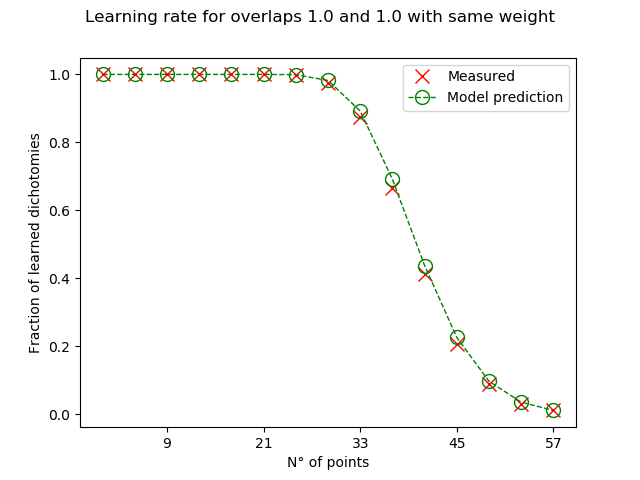 Learning rate for overlaps 1.0 and 1.0 with same weight
Measured
Model prediction
Fraction of learned dichotomies
1.0
0.8
0.6
0.4
0.2
0.0
9 21 33 45 57
N° of points